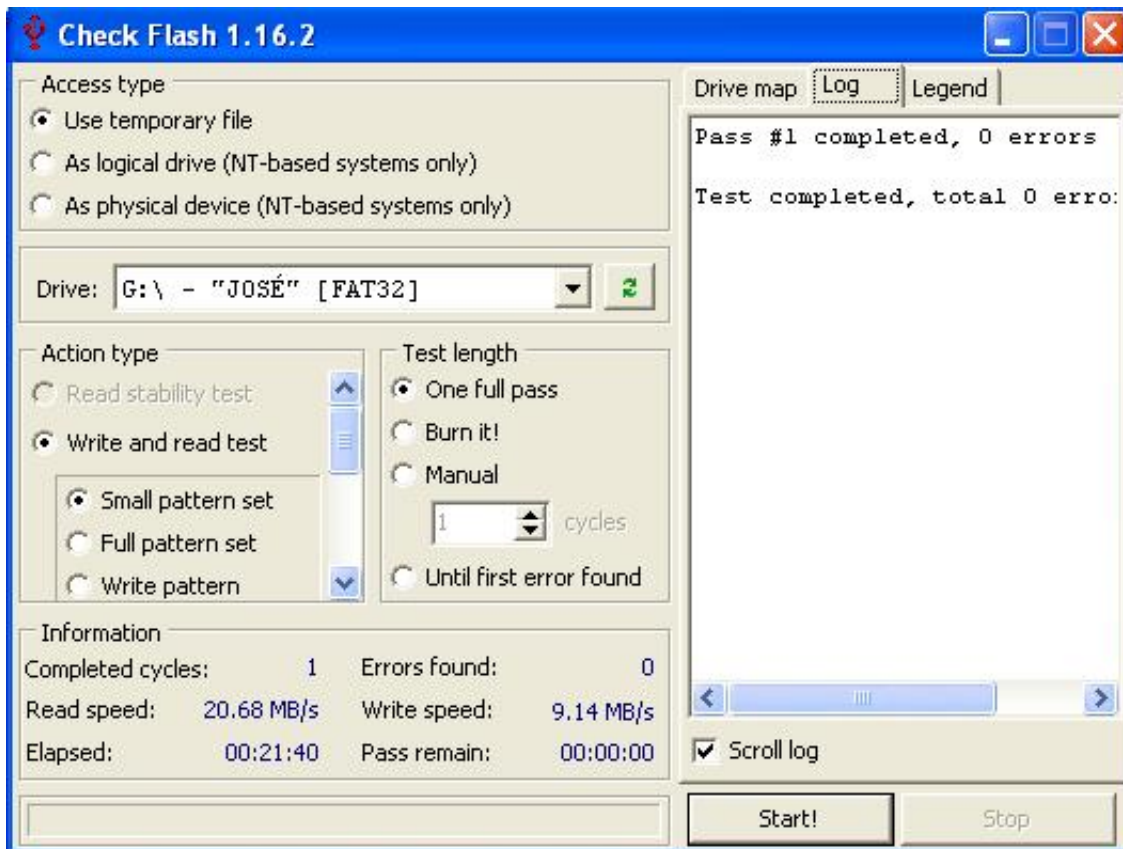 Check Flash 1.16.2
Access type
Use temporary file
As logical drive (NT-based systems only)
As physical device (NT-based systems only)
Drive: G:\ - "JOSÉ" [FAT32]
Action type
Read stability test
Write and read test
Small pattern set
Full pattern set
Write pattern
Test length
One full pass
Burn it!
Manual
1 cycles
Until first error found
Information
Completed cycles: 1 Errors found: 0
Read speed: 20.68 MB/s Write speed: 9.14 MB/s
Elapsed: 00:21:40 Pass remain: 00:00:00
Drive map Log Legend
Pass #1 completed, 0 errors
Test completed, total 0 erro
Scroll log
Start! Stop